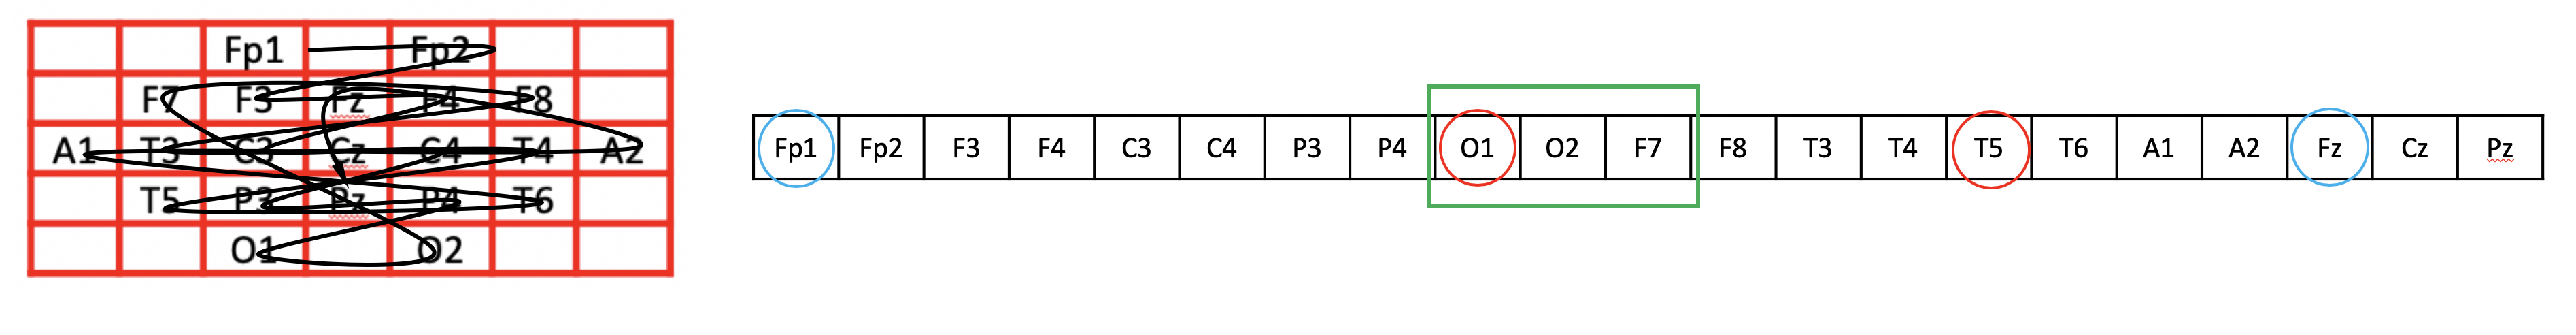 Fp1 Fp2
F7 F3 Fz F4 F8
A1 T3 C3 Cz C4 T4 A2
T5 P3 Pz P4 T6
O1 O2
Fp1 Fp2 F3 F4 C3 C4 P3 P4 O1 O2 F7 F8 T3 T4 T5 T6 A1 A2 Fz Cz Pz